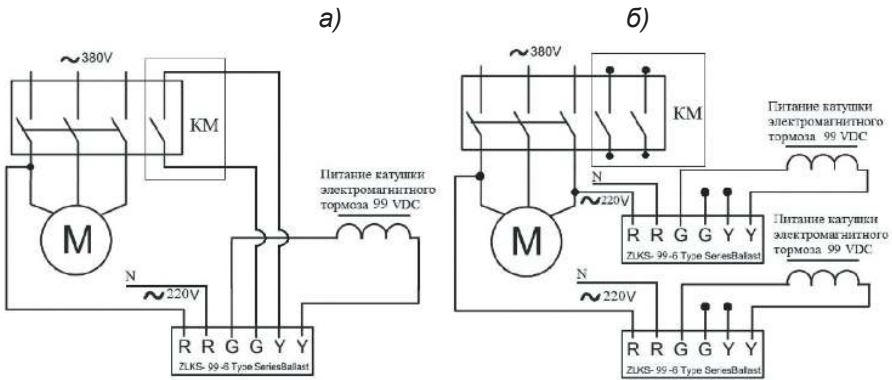 а)
~380V
KM
Питание катушки
электромагнитного
тормоза 99 VDC
M
N
~220V
R R G G Y Y
ZLKS- 99 -6 Type SeriesBallast
б)
~380V
KM
Питание катушки
электромагнитного
тормоза 99 VDC
N
~220V
M
R R G G Y Y
ZLKS- 99-6 Type SeriesBallast
Питание катушки
электромагнитного
тормоза 99 VDC
N
~220V
R R G G Y Y
ZLKS- 99 -6 Type SeriesBallast